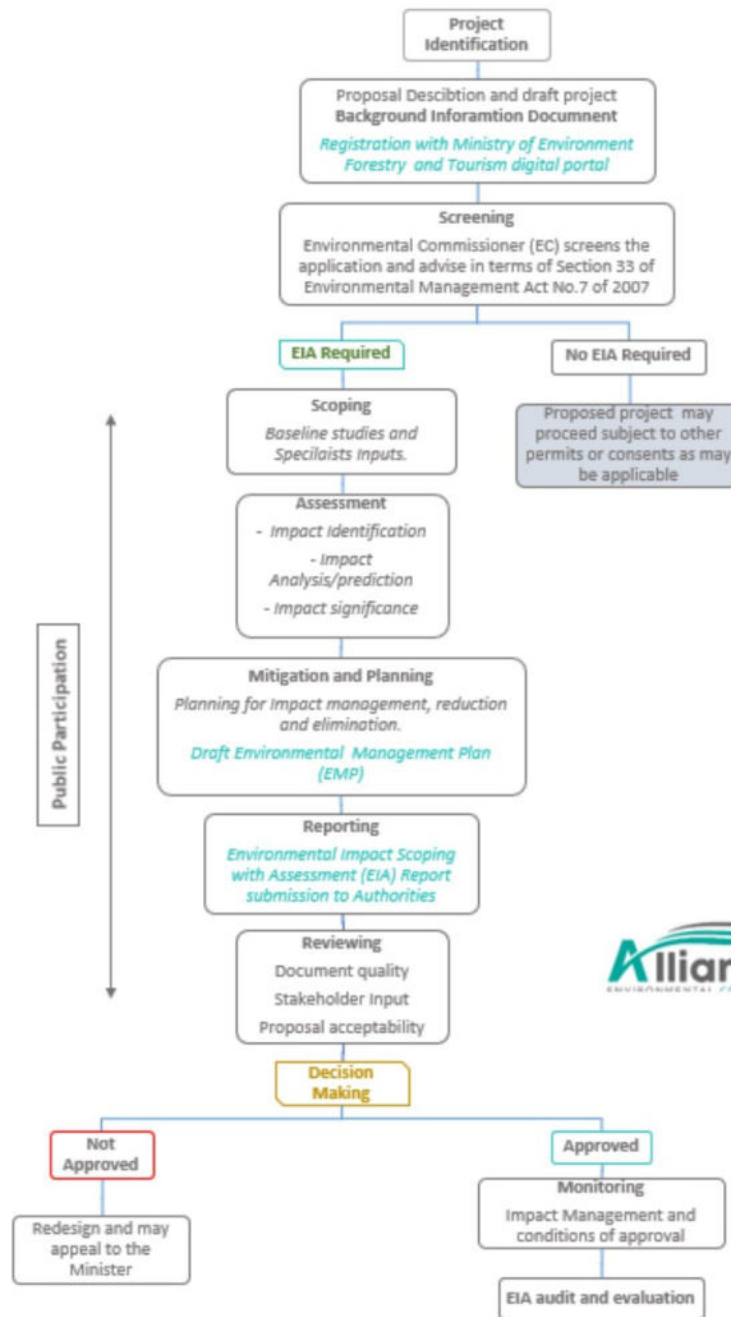 Project
Identification
Proposal Descibtion and draft project
Background Inforamtion Documnent
Registration with Ministry of Environment
Forestry and Tourism digital portal
Screening
Environmental Commissioner (EC) screens the
application and advise in terms of Section 33 of
Environmental Management Act No.7 of 2007
EIA Required
No EIA Required
Scoping
Baseline studies and
Specilaists Inputs.
Proposed project may
proceed subject to other
permits or consents as may
be applicable
Assessment
- Impact Identification
- Impact
Analysis/prediction
- Impact significance
Public Participation
Mitigation and Planning
Planning for Impact management, reduction
and elimination.
Draft Environmental Management Plan
(EMP)
Reporting
Environmental Impact Scoping
with Assessment (EIA) Report
submission to Authorities
Reviewing
Document quality
Stakeholder Input
Proposal acceptability
Allian
ENVIRONMENTAL
Decision
Making
Not
Approved
Approved
Redesign and may
appeal to the
Minister
Monitoring
Impact Management and
conditions of approval
EIA audit and evaluation